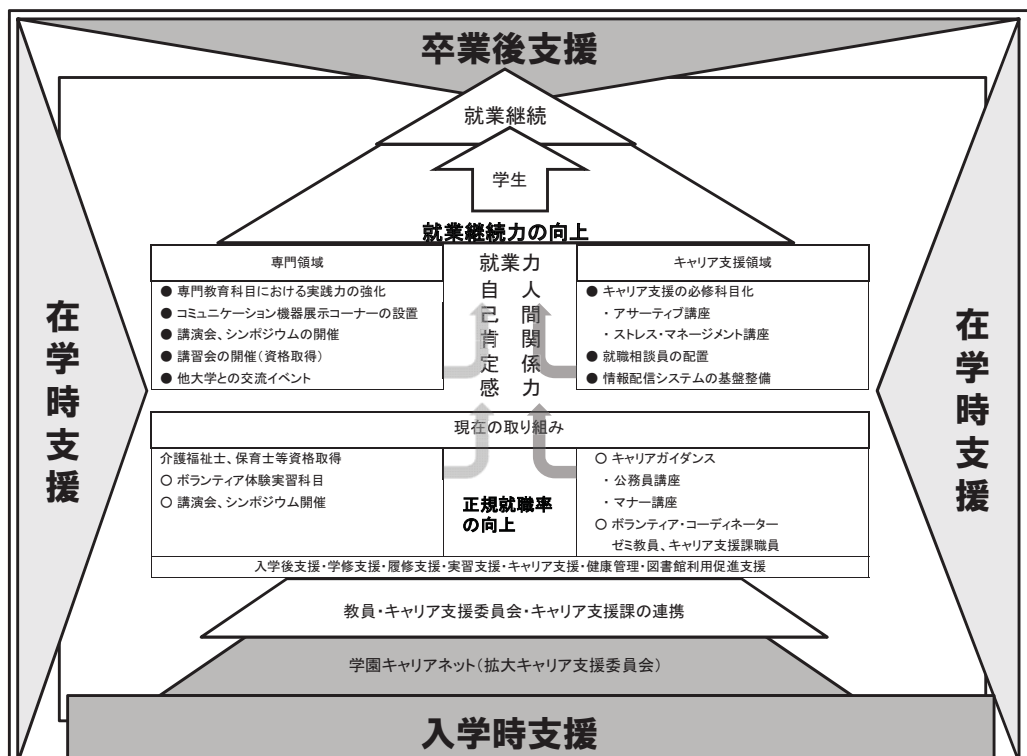 卒業後支援
就業継続
学生
就業継続力の向上
在学時支援
専門領域
● 専門教育科目における実践力の強化
● コミュニケーション機器展示コーナーの設置
● 講演会、シンポジウムの開催
● 講習会の開催（資格取得）
● 他大学との交流イベント
就業力
自己肯定感
人間関係力
キャリア支援領域
● キャリア支援の必修科目化
・ アサーティブ講座
・ ストレス・マネージメント講座
● 就職相談員の配置
● 情報配信システムの基盤整備
在学時支援
現在の取り組み
介護福祉士、保育士等資格取得
○ ボランティア体験実習科目
○ 講演会、シンポジウム開催
正規就職率
の向上
○ キャリアガイダンス
・ 公務員講座
・ マナー講座
○ ボランティア・コーディネーター
ゼミ教員、キャリア支援課職員
入学後支援・学修支援・履修支援・実習支援・キャリア支援・健康管理・図書館利用促進支援
教員・キャリア支援委員会・キャリア支援課の連携
学園キャリアネット（拡大キャリア支援委員会）
入学時支援